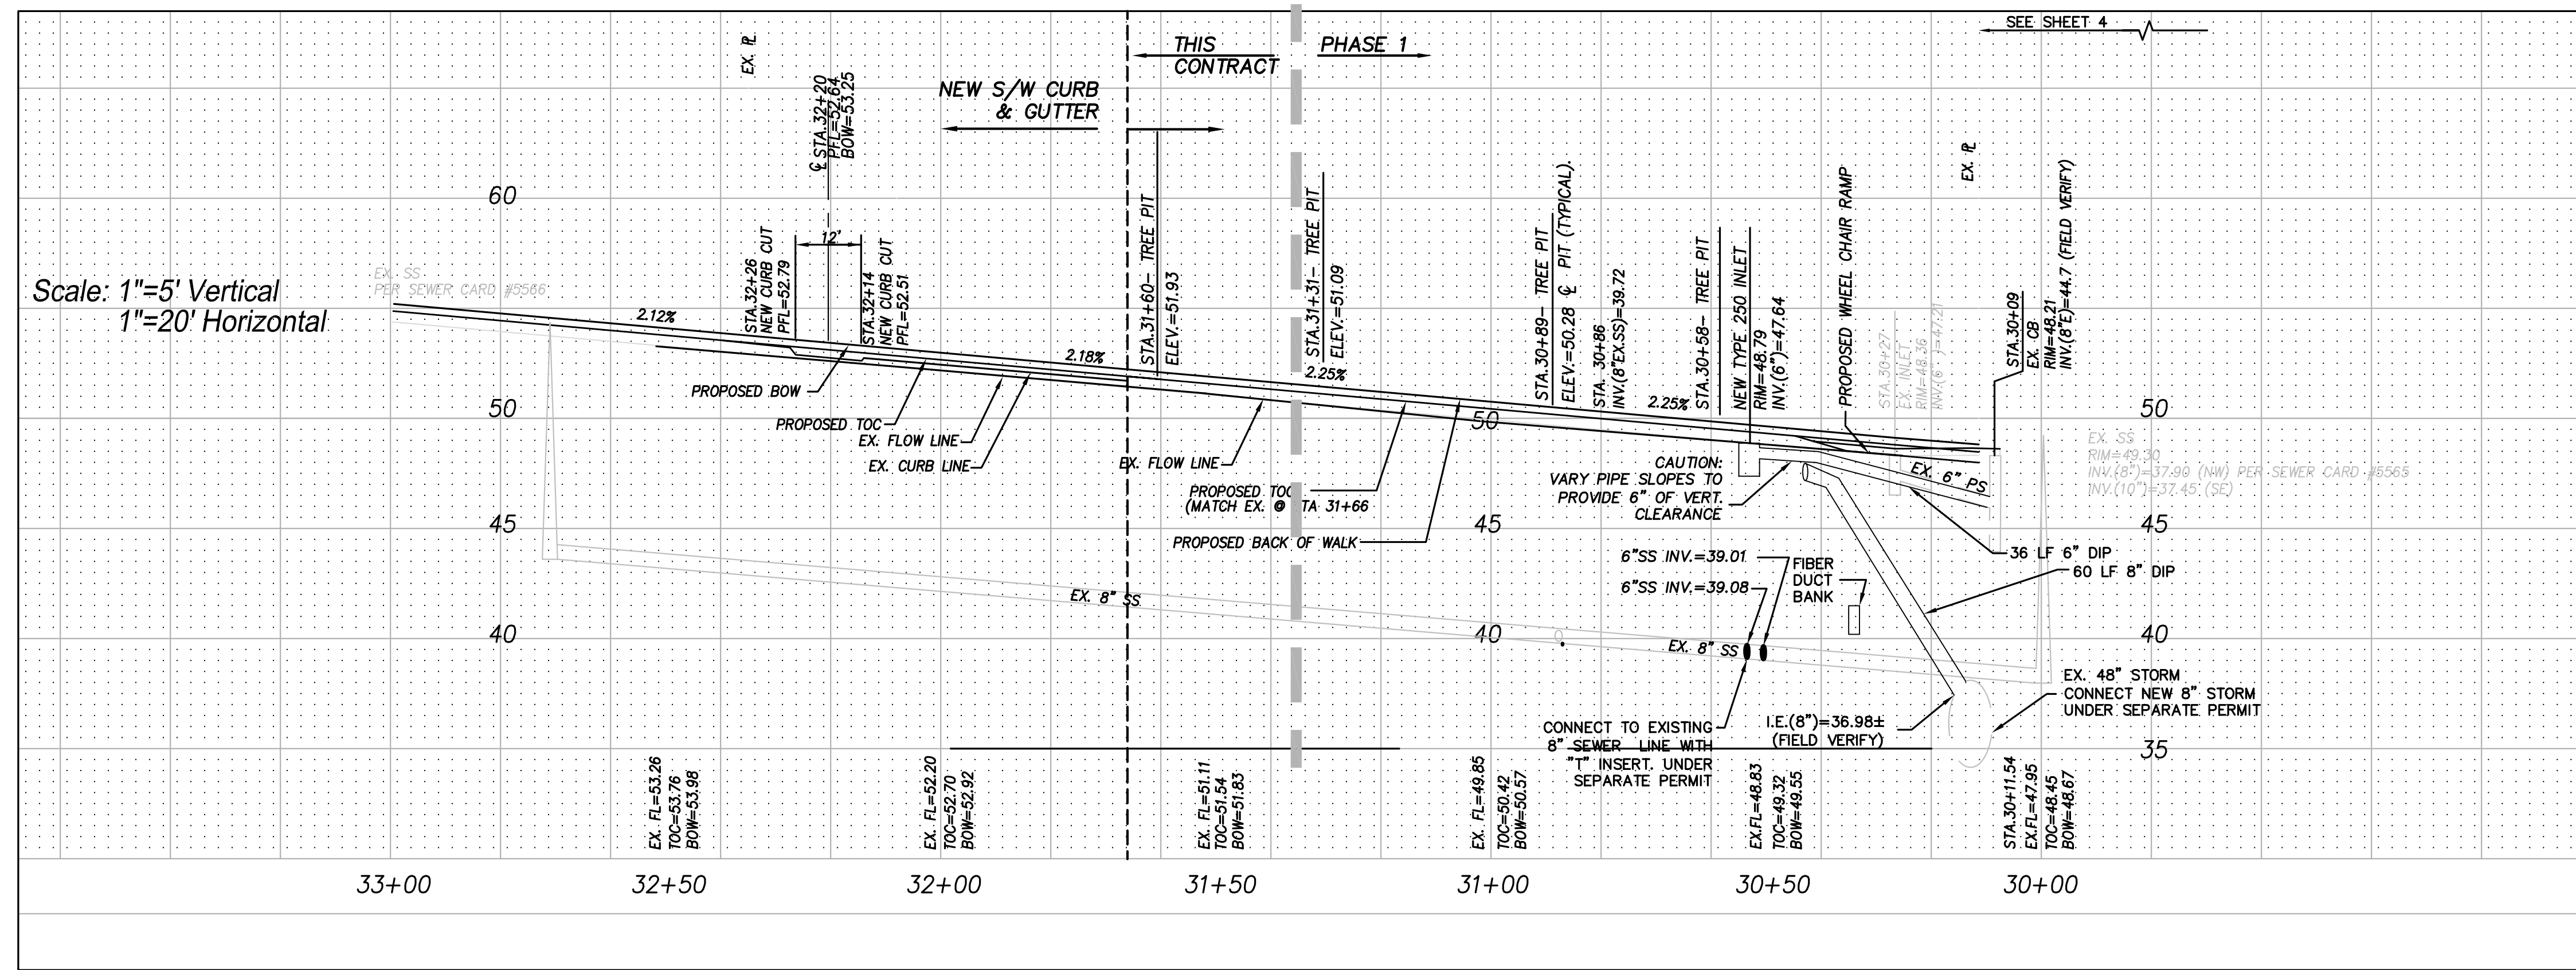 SEE SHEET 4
THIS
CONTRACT
PHASE 1
NEW S/W CURB
& GUTTER
EX. ℄
℄ STA.32+20
PFL=52.64
BOW=53.25
EX. ℄
60
12'
STA.32+26
NEW CURB CUT
PFL=52.79
STA.32+14
NEW CURB CUT
PFL=52.51
STA.31+60- TREE PIT
ELEV.=51.93
STA.31+31- TREE PIT
ELEV.=51.09
STA.30+89- TREE PIT
ELEV.=50.28 ℄ PIT (TYPICAL).
STA. 30+86
INV.(8"EX.SS)=39.72
STA.30+58- TREE PIT
NEW TYPE 250 INLET
RIM=48.79
INV.(6")=47.64
PROPOSED WHEEL CHAIR RAMP
STA.30+27
EX. INLET
RIM=48.36
INV.(6")=47.21
STA.30+09
EX. CB
RIM=48.21
INV.(8"E)=44.7 (FIELD VERIFY)
Scale: 1"=5' Vertical
1"=20' Horizontal
EX. SS
PER SEWER CARD #5566
2.12%
2.18%
2.25%
2.25%
PROPOSED BOW
PROPOSED TOC
EX. FLOW LINE
EX. CURB LINE
50
50
50
EX. FLOW LINE
PROPOSED TOC
(MATCH EX. @ TA 31+66
PROPOSED BACK OF WALK
CAUTION:
VARY PIPE SLOPES TO
PROVIDE 6" OF VERT.
CLEARANCE
EX. 6" PS
EX. SS
RIM=49.30
INV.(8")=37.90 (NW) PER SEWER CARD #5565
INV.(10")=37.45 (SE)
45
45
45
6"SS INV.=39.01
6"SS INV.=39.08
FIBER
DUCT
BANK
36 LF 6" DIP
60 LF 8" DIP
EX. 8" SS
40
40
40
EX. 8" SS
CONNECT TO EXISTING
8" SEWER LINE WITH
"T" INSERT. UNDER
SEPARATE PERMIT
I.E.(8")=36.98±
(FIELD VERIFY)
EX. 48" STORM
CONNECT NEW 8" STORM
UNDER SEPARATE PERMIT
35
EX. FL=53.26
TOC=53.76
BOW=53.98
EX. FL=52.20
TOC=52.70
BOW=52.92
EX. FL=51.11
TOC=51.54
BOW=51.83
EX. FL=49.85
TOC=50.42
BOW=50.57
EX.FL=48.83
TOC=49.32
BOW=49.55
STA.30+11.54
EX.FL=47.95
TOC=48.45
BOW=48.67
33+00
32+50
32+00
31+50
31+00
30+50
30+00